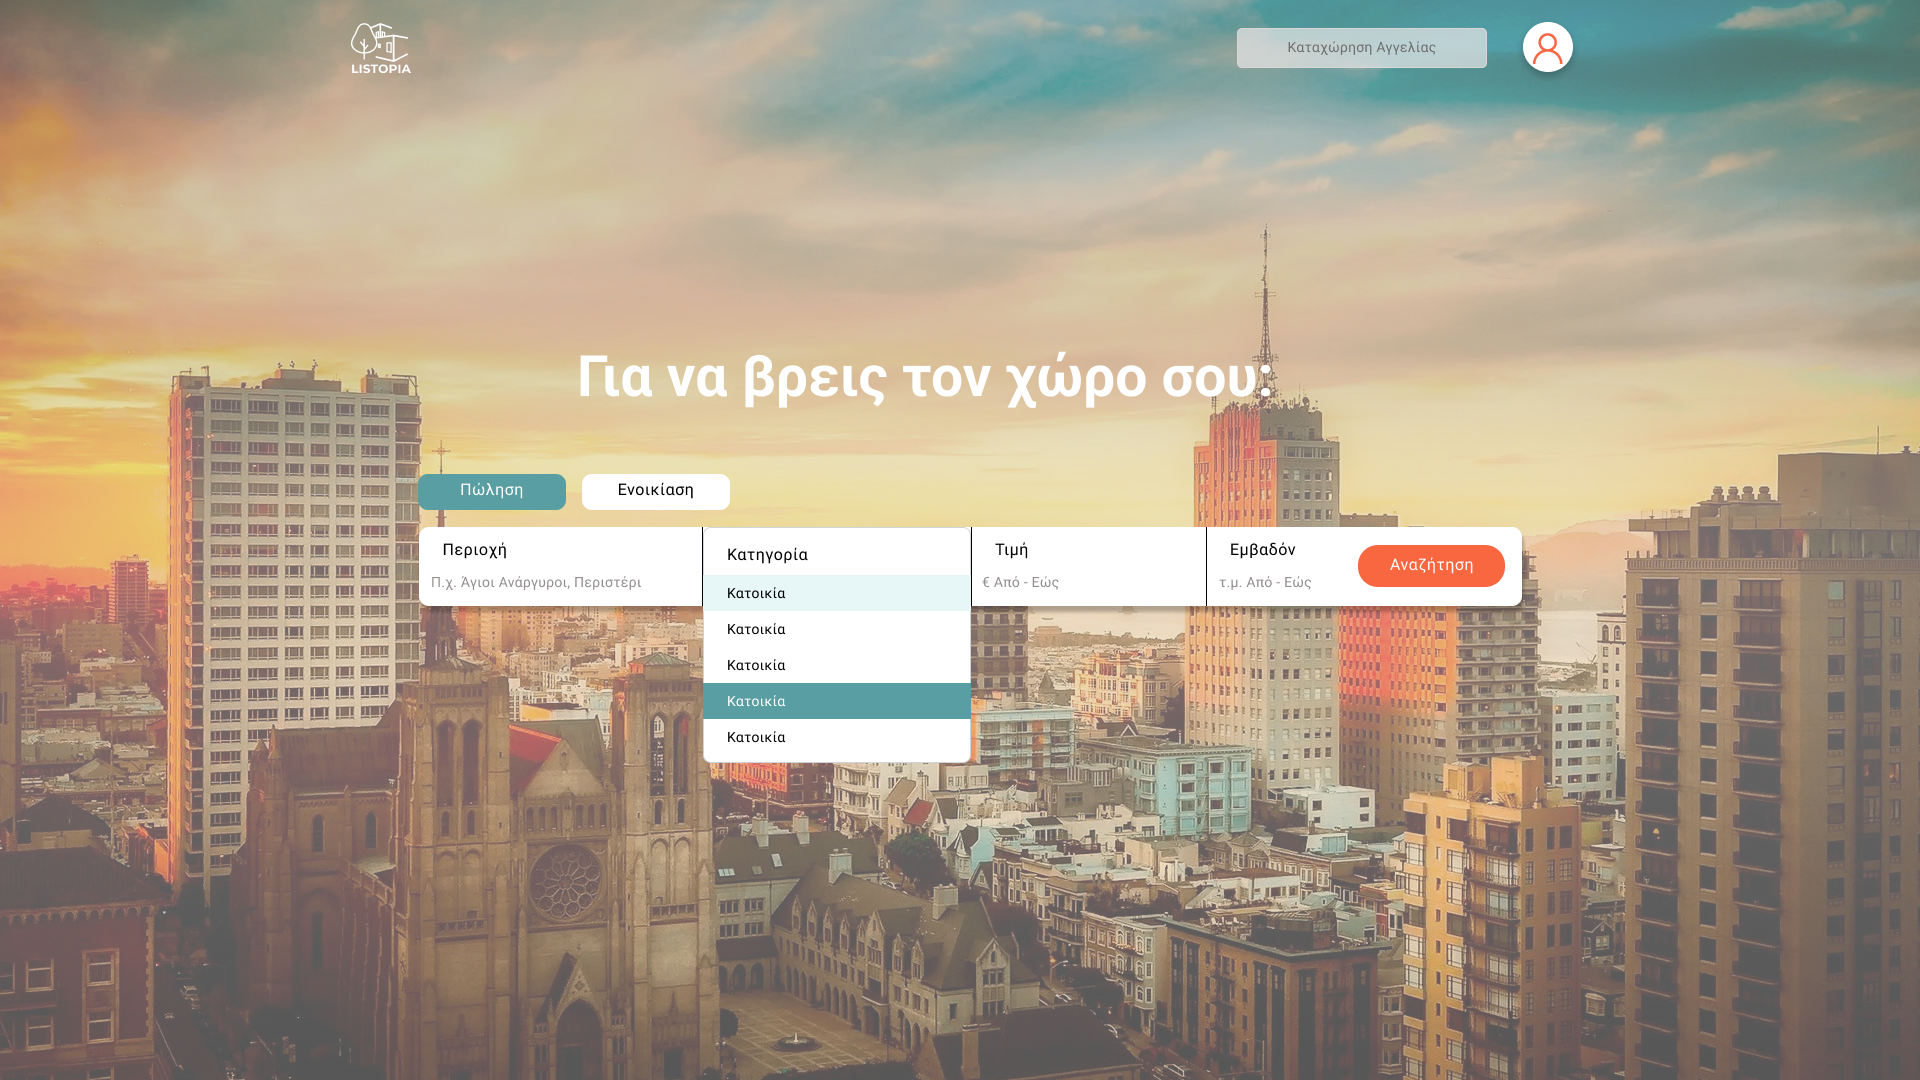 LISTOPIA
Καταχώρηση Αγγελίας
Για να βρεις τον χώρο σου:
Πώληση
Ενοικίαση
Περιοχή
Π.χ. Άγιοι Ανάργυροι, Περιστέρι
Κατηγορία
Κατοικία
Κατοικία
Κατοικία
Κατοικία
Κατοικία
Τιμή
€ Από - Εώς
Εμβαδόν
τ.μ. Από - Εώς
Αναζήτηση